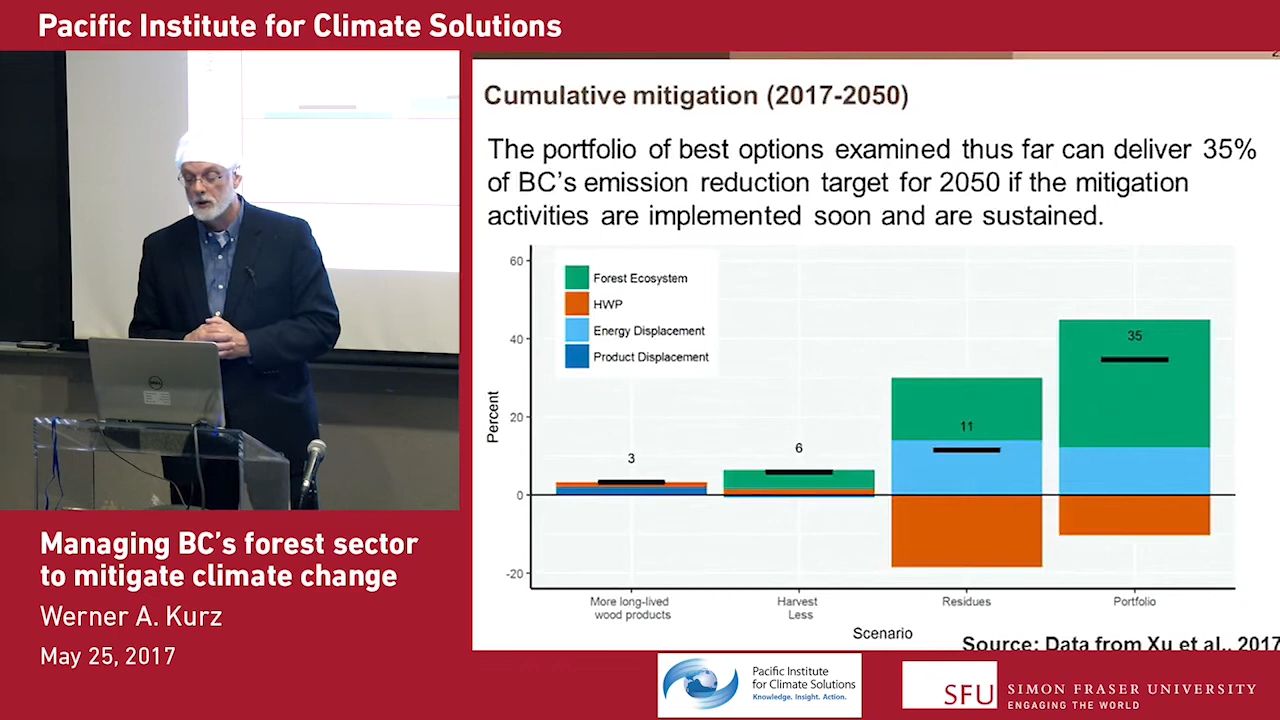 Pacific Institute for Climate Solutions
Cumulative mitigation (2017-2050)
The portfolio of best options examined thus far can deliver 35%
of BC's emission reduction target for 2050 if the mitigation
activities are implemented soon and are sustained.
60
40
20
0
-20
Percent
Forest Ecosystem
HWP
Energy Displacement
Product Displacement
3
6
11
35
More long-lived
wood products
Harvest
Less
Residues
Portfolio
Scenario
Source: Data from Xu et al., 2017
DELL
Managing BC's forest sector
to mitigate climate change
Werner A. Kurz
May 25, 2017
Pacific Institute
for Climate Solutions
Knowledge. Insight. Action.
SFU
SIMON FRASER UNIVERSITY
ENGAGING THE WORLD